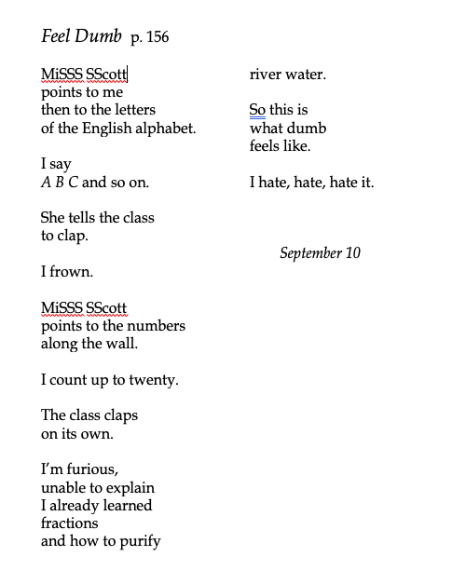 Feel Dumb p. 156
MiSSS SScott
points to me
then to the letters
of the English alphabet.
I say
A B C and so on.
She tells the class
to clap.
I frown.
MiSSS SScott
points to the numbers
along the wall.
I count up to twenty.
The class claps
on its own.
I'm furious,
unable to explain
I already learned
fractions
and how to purify
river water.
So this is
what dumb
feels like.
I hate, hate, hate it.
September 10